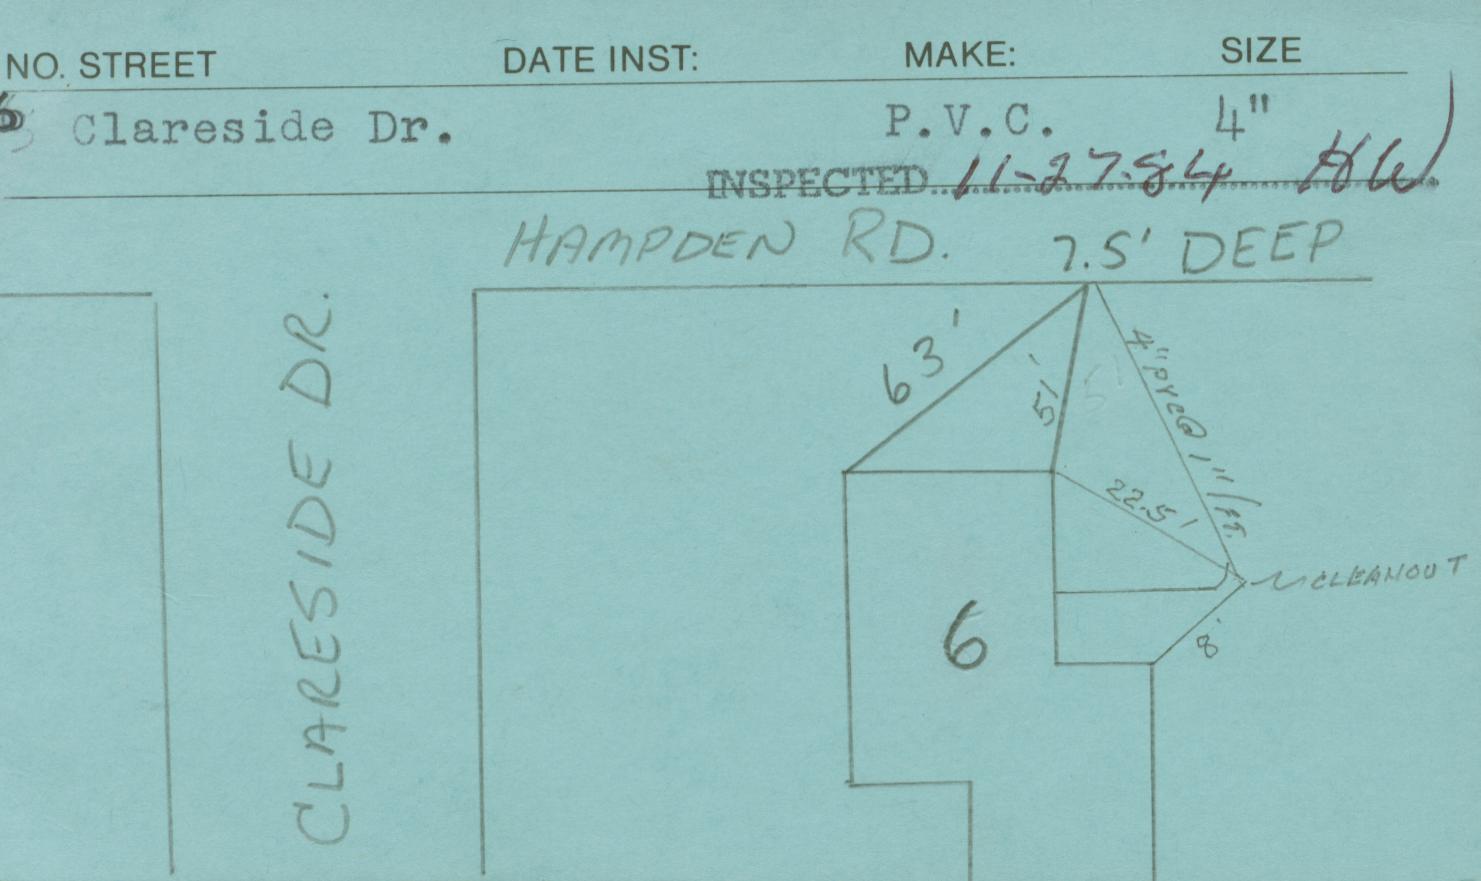 NO. STREET DATE INST: MAKE: SIZE
6 Clareside Dr. P.V.C. 4"
INSPECTED 11-27-84 HW
HAMPDEN RD. 7.5' DEEP
CLARESIDE DR.
63'
51'
51'
4" PVC @ 1"/FT.
22.5'
CLEANOUT
8'
6